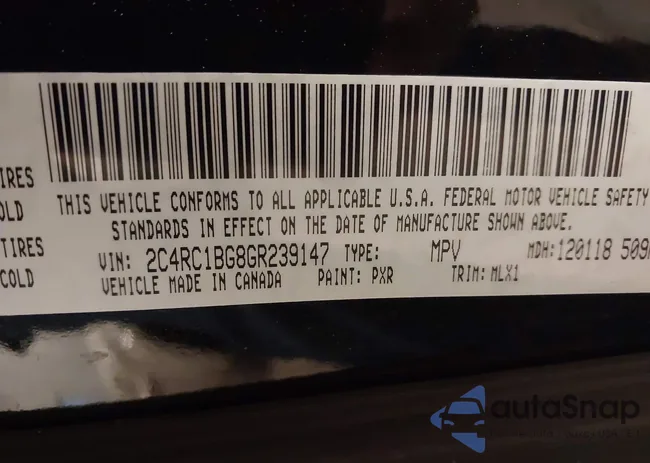 IRES
OLD
THIS VEHICLE CONFORMS TO ALL APPLICABLE U.S.A. FEDERAL MOTOR VEHICLE SAFETY
STANDARDS IN EFFECT ON THE DATE OF MANUFACTURE SHOWN ABOVE.
TIRES
COLD
VIN: 2C4RC1BG8GR239147 TYPE: MPV MDH: 120118 509
VEHICLE MADE IN CANADA PAINT: PXR TRIM: MLX1
autoSnap